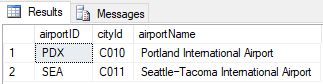 Results Messages
airportID cityId airportName
1 PDX C010 Portland International Airport
2 SEA C011 Seattle-Tacoma International Airport